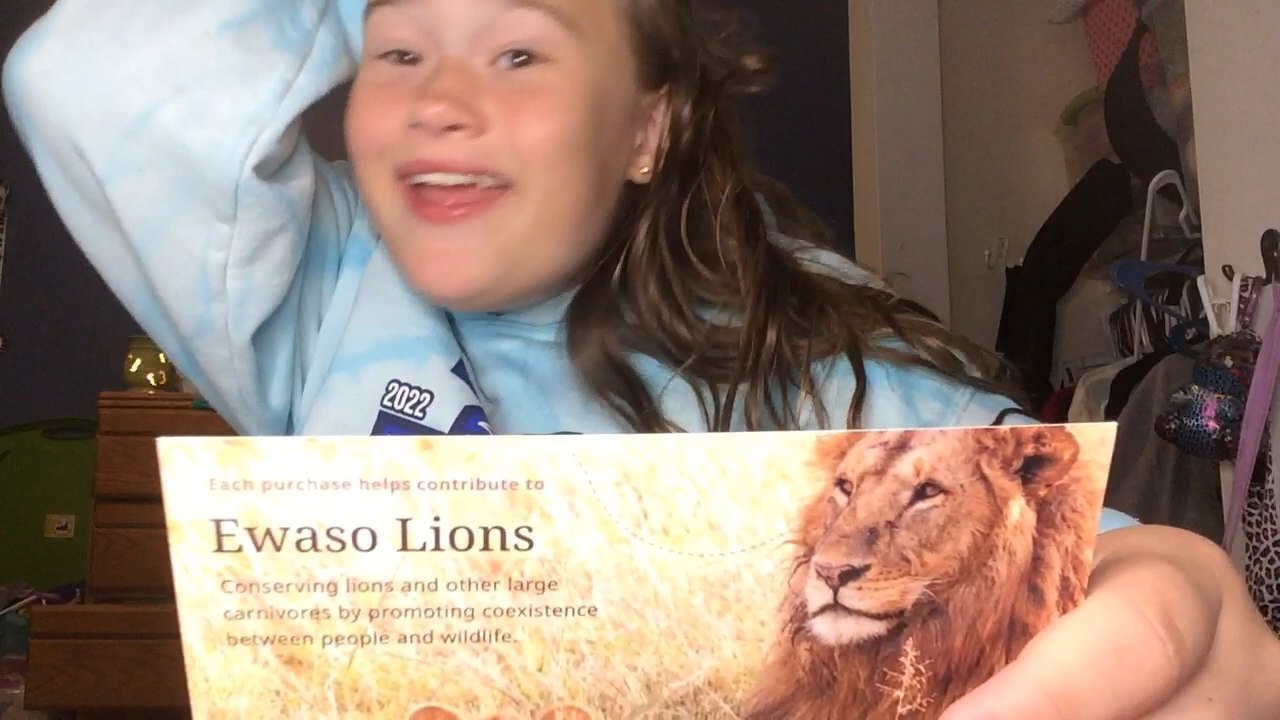 2022
Each purchase helps contribute to
Ewaso Lions
Conserving lions and other large
carnivores by promoting coexistence
between people and wildlife.